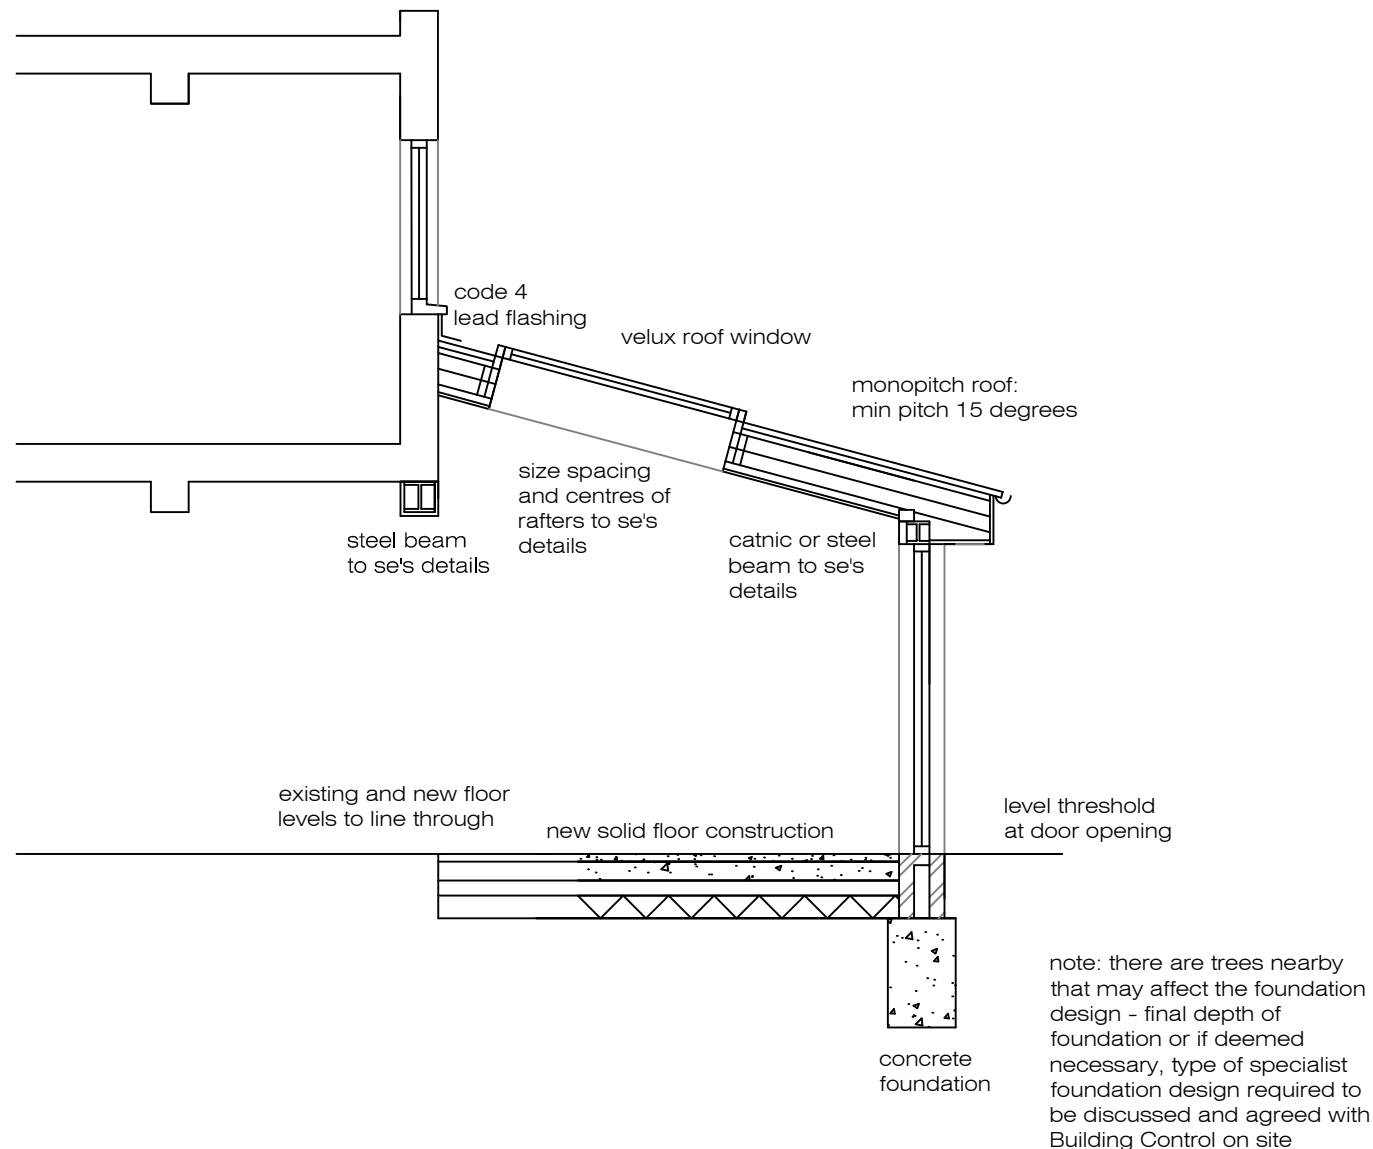 code 4
lead flashing
velux roof window
monopitch roof:
min pitch 15 degrees
size spacing
and centres of
rafters to se's
details
steel beam
to se's details
catnic or steel
beam to se's
details
existing and new floor
levels to line through
new solid floor construction
level threshold
at door opening
concrete
foundation
note: there are trees nearby
that may affect the foundation
design - final depth of
foundation or if deemed
necessary, type of specialist
foundation design required to
be discussed and agreed with
Building Control on site